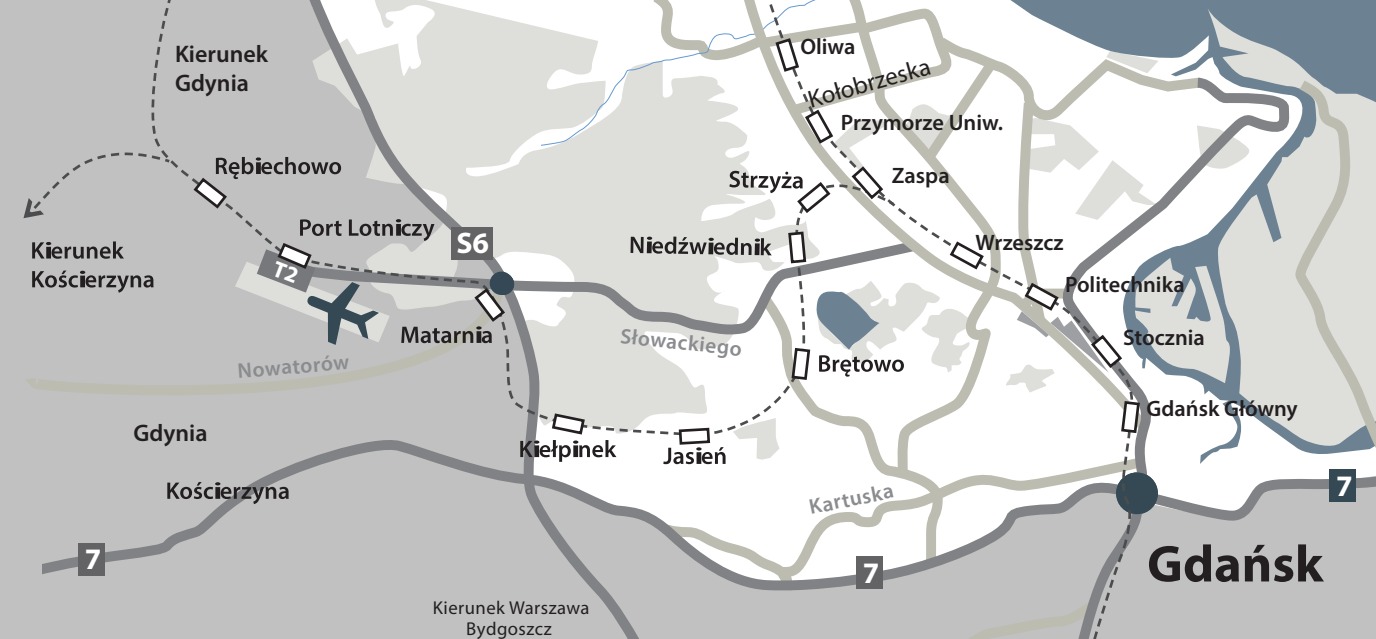 Oliwa
Kierunek
Gdynia
Kołobrzeska
Przymorze Uniw.
Rębiechowo
Strzyża
Zaspa
Port Lotniczy
S6
Niedźwiednik
Wrzeszcz
Kierunek
Kościerzyna
T2
Politechnika
Matarnia
Słowackiego
Stocznia
Nowatorów
Brętowo
Gdańsk Główny
Gdynia
Kiełpinek
Jasień
Kościerzyna
Kartuska
7
7
7
Gdańsk
Kierunek Warszawa
Bydgoszcz